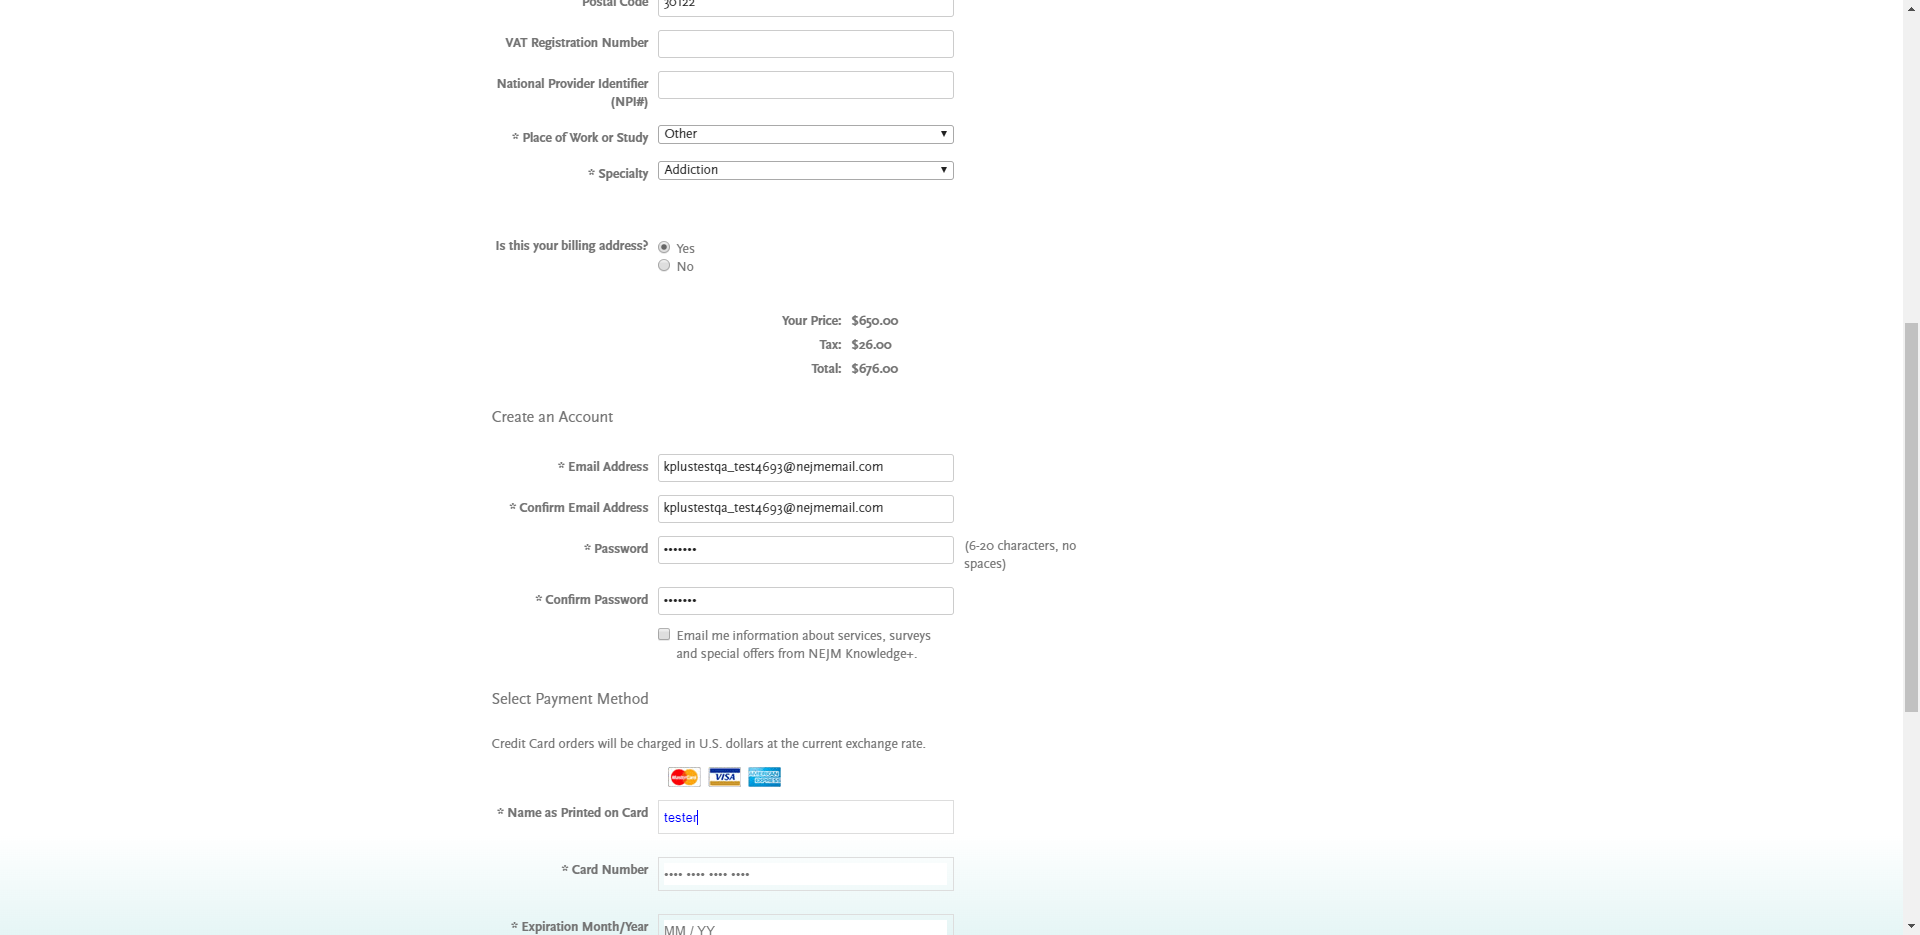 Postal Code 30122
VAT Registration Number
National Provider Identifier
(NPI#)
* Place of Work or Study Other
* Specialty Addiction
Is this your billing address? Yes
No
Your Price: $650.00
Tax: $26.00
Total: $676.00
Create an Account
* Email Address kplustestqa_test4693@nejmemail.com
* Confirm Email Address kplustestqa_test4693@nejmemail.com
* Password ••••••• (6-20 characters, no
spaces)
* Confirm Password •••••••
Email me information about services, surveys
and special offers from NEJM Knowledge+.
Select Payment Method
Credit Card orders will be charged in U.S. dollars at the current exchange rate.
MasterCard VISA AMERICAN EXPRESS
* Name as Printed on Card tester
* Card Number •••• •••• •••• ••••
* Expiration Month/Year MM / YY